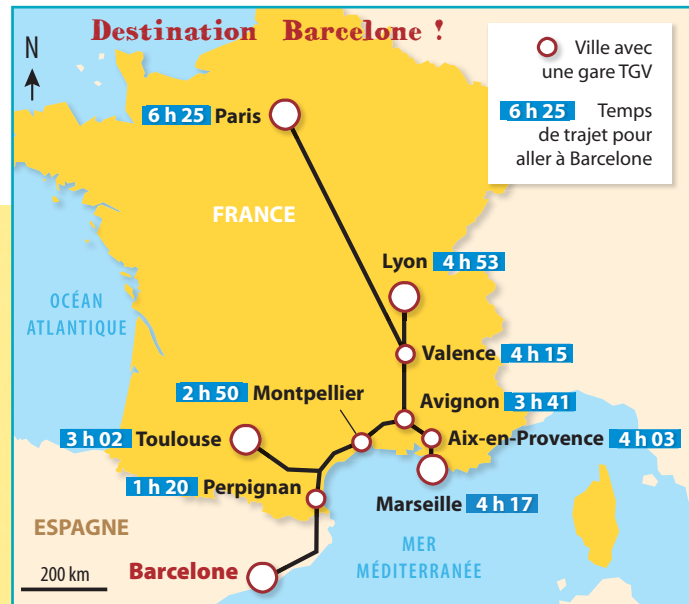 Destination Barcelone !
N
Ville avec
une gare TGV
6 h 25 Temps
de trajet pour
aller à Barcelone
6 h 25 Paris
FRANCE
Lyon 4 h 53
OCÉAN
ATLANTIQUE
Valence 4 h 15
2 h 50 Montpellier
Avignon 3 h 41
3 h 02 Toulouse
Aix-en-Provence 4 h 03
1 h 20 Perpignan
Marseille 4 h 17
ESPAGNE
MER
MÉDITERRANÉE
Barcelone
200 km